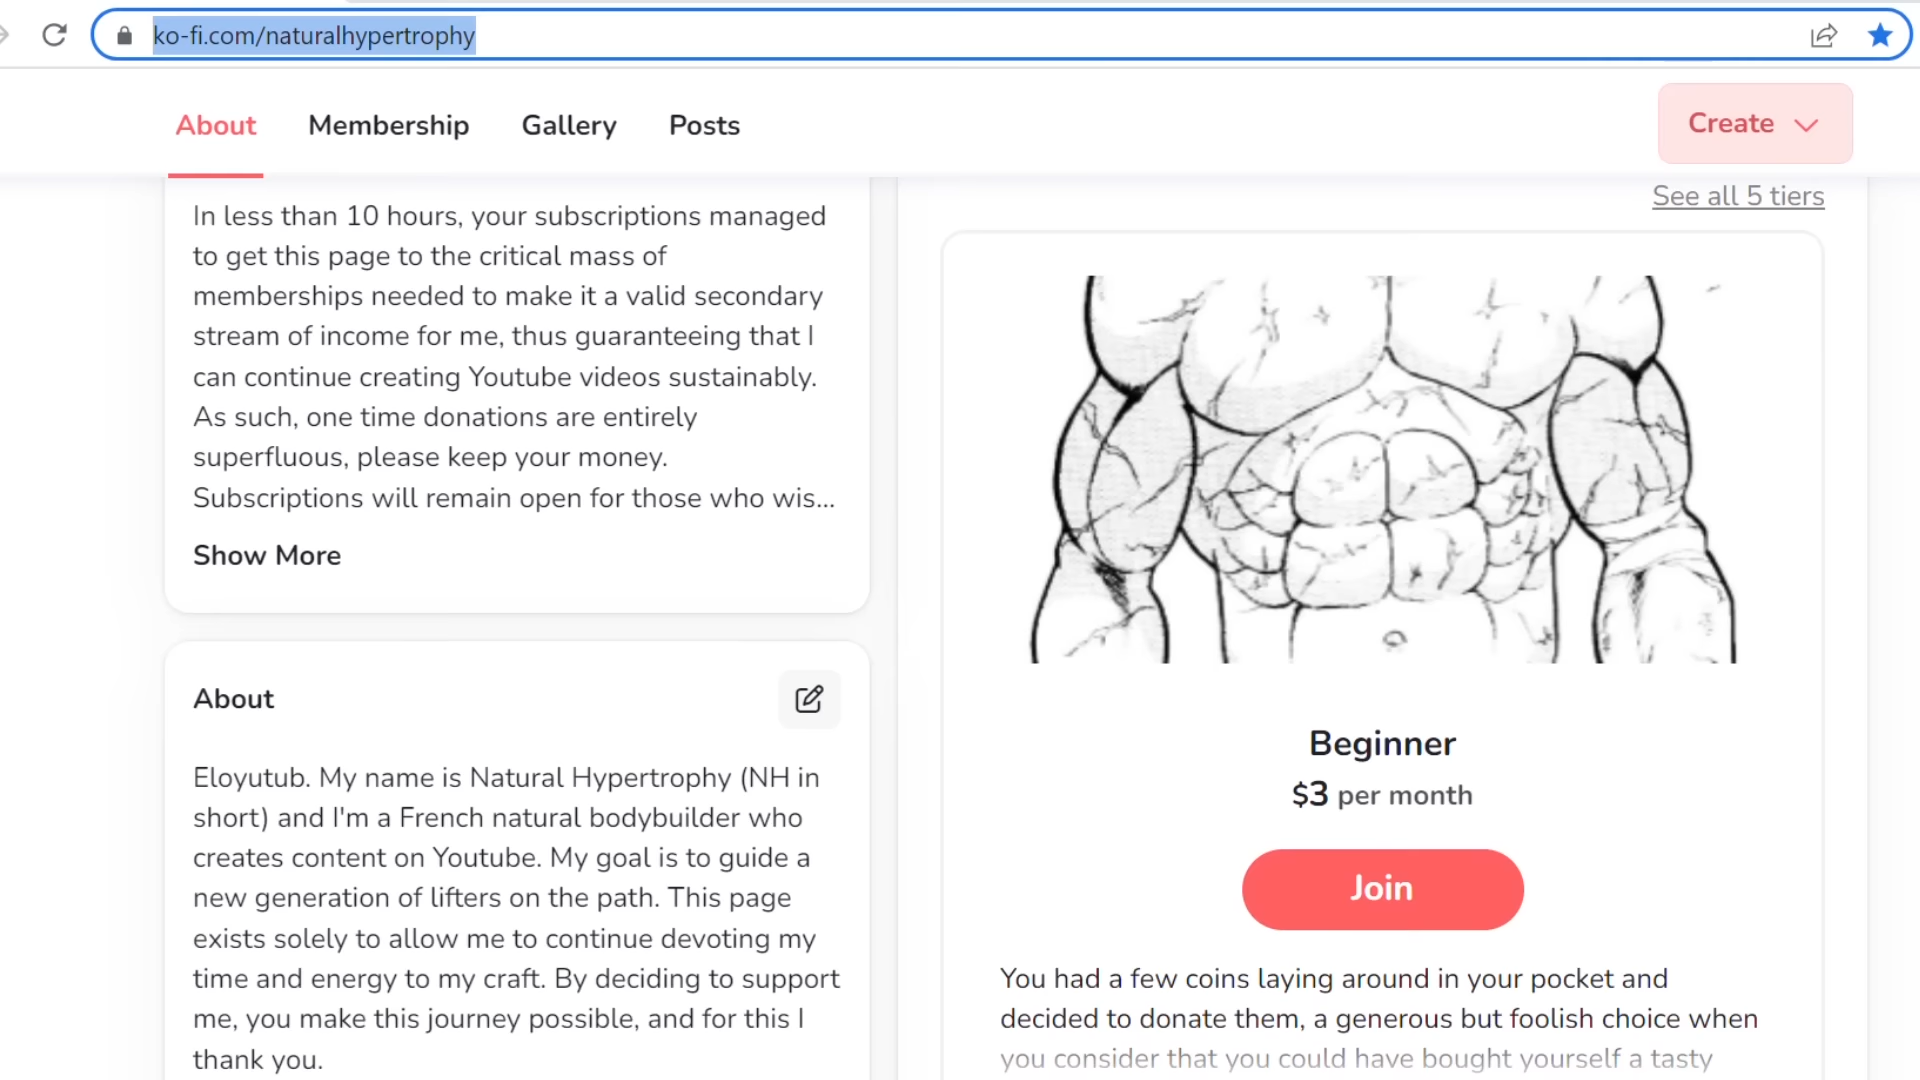 ko-fi.com/naturalhypertrophy
About
Membership
Gallery
Posts
Create
In less than 10 hours, your subscriptions managed
to get this page to the critical mass of
memberships needed to make it a valid secondary
stream of income for me, thus guaranteeing that I
can continue creating Youtube videos sustainably.
As such, one time donations are entirely
superfluous, please keep your money.
Subscriptions will remain open for those who wis...
Show More
About
Eloyutub. My name is Natural Hypertrophy (NH in
short) and I'm a French natural bodybuilder who
creates content on Youtube. My goal is to guide a
new generation of lifters on the path. This page
exists solely to allow me to continue devoting my
time and energy to my craft. By deciding to support
me, you make this journey possible, and for this I
thank you.
See all 5 tiers
Beginner
$3 per month
Join
You had a few coins laying around in your pocket and
decided to donate them, a generous but foolish choice when
you consider that you could have bought yourself a tasty